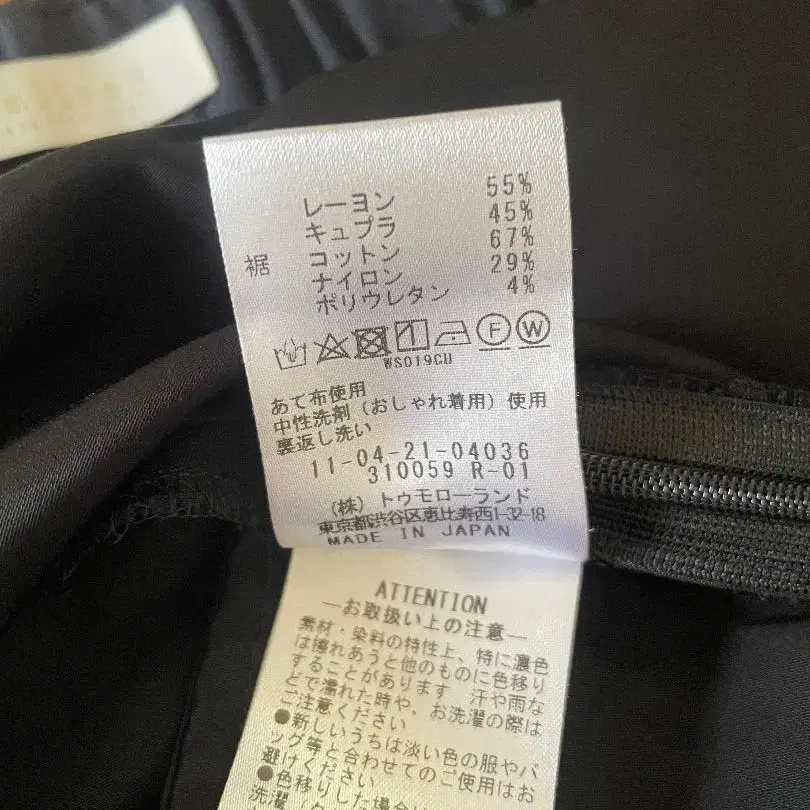 レーヨン 55%
キュプラ 45%
裾 コットン 67%
ナイロン 29%
ポリウレタン 4%
F W
WS019CU
あて布使用
中性洗剤(おしゃれ着用)使用
裏返し洗い
11-04-21-04036
310059 R-01
(株)トゥモローランド
東京都渋谷区恵比寿西1-32-18
MADE IN JAPAN
ATTENTION
—お取扱い上の注意—
素材・染料の特性上、特に濃色
は擦れあうと他のものに色移り
することがあります 汗や雨な
どで濡れた時や、お洗濯の際は
ご注意ください
●新しいうちは淡い色の服やバ
ッグ等と合わせてのご使用はお
避けください
●色移りした場合は
洗濯